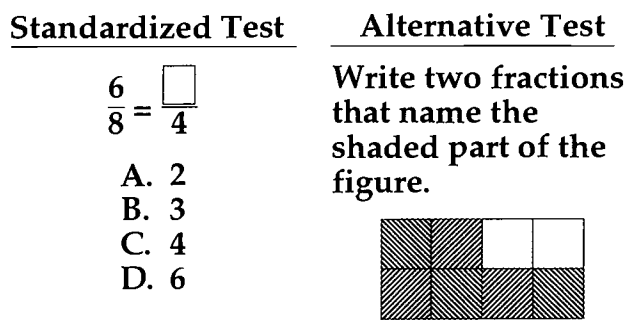 Standardized Test
6/8 = □/4
A. 2
B. 3
C. 4
D. 6
Alternative Test
Write two fractions
that name the
shaded part of the
figure.